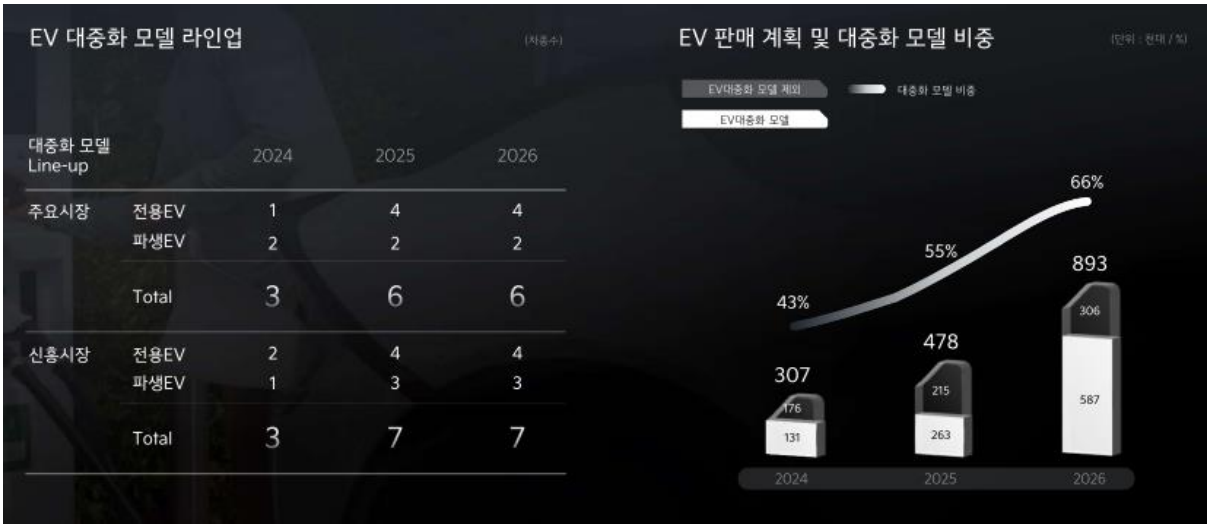 EV 대중화 모델 라인업
(차종수)
대중화 모델
Line-up
2024 2025 2026
주요시장 전용EV 1 4 4
파생EV 2 2 2
Total 3 6 6
신흥시장 전용EV 2 4 4
파생EV 1 3 3
Total 3 7 7
EV 판매 계획 및 대중화 모델 비중
(단위 : 천대 / %)
EV대중화 모델 제외
대중화 모델 비중
EV대중화 모델
43% 55% 66%
307 478 893
176 215 306
131 263 587
2024 2025 2026